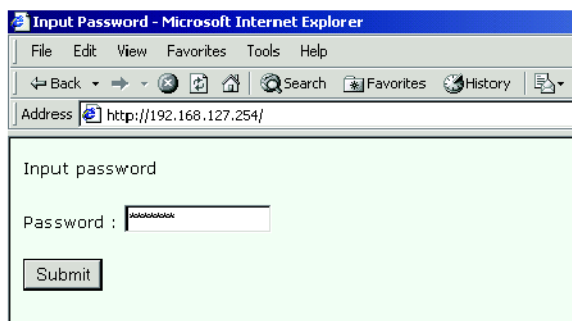 Input Password - Microsoft Internet Explorer
File Edit View Favorites Tools Help
Back Search Favorites History
Address http://192.168.127.254/
Input password
Password : ********
Submit